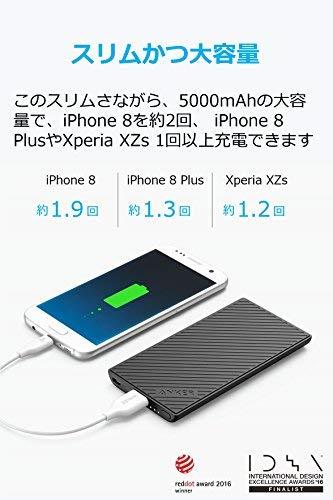 スリムかつ大容量
このスリムさながら、5000mAhの大容
量で、iPhone 8を約2回、 iPhone 8
PlusやXperia XZs 1回以上充電できます
iPhone 8
iPhone 8 Plus
Xperia XZs
約1.9回
約1.3回
約1.2回
ANKER
reddot award 2016
winner
INTERNATIONAL DESIGN
EXCELLENCE AWARDS '16
FINALIST